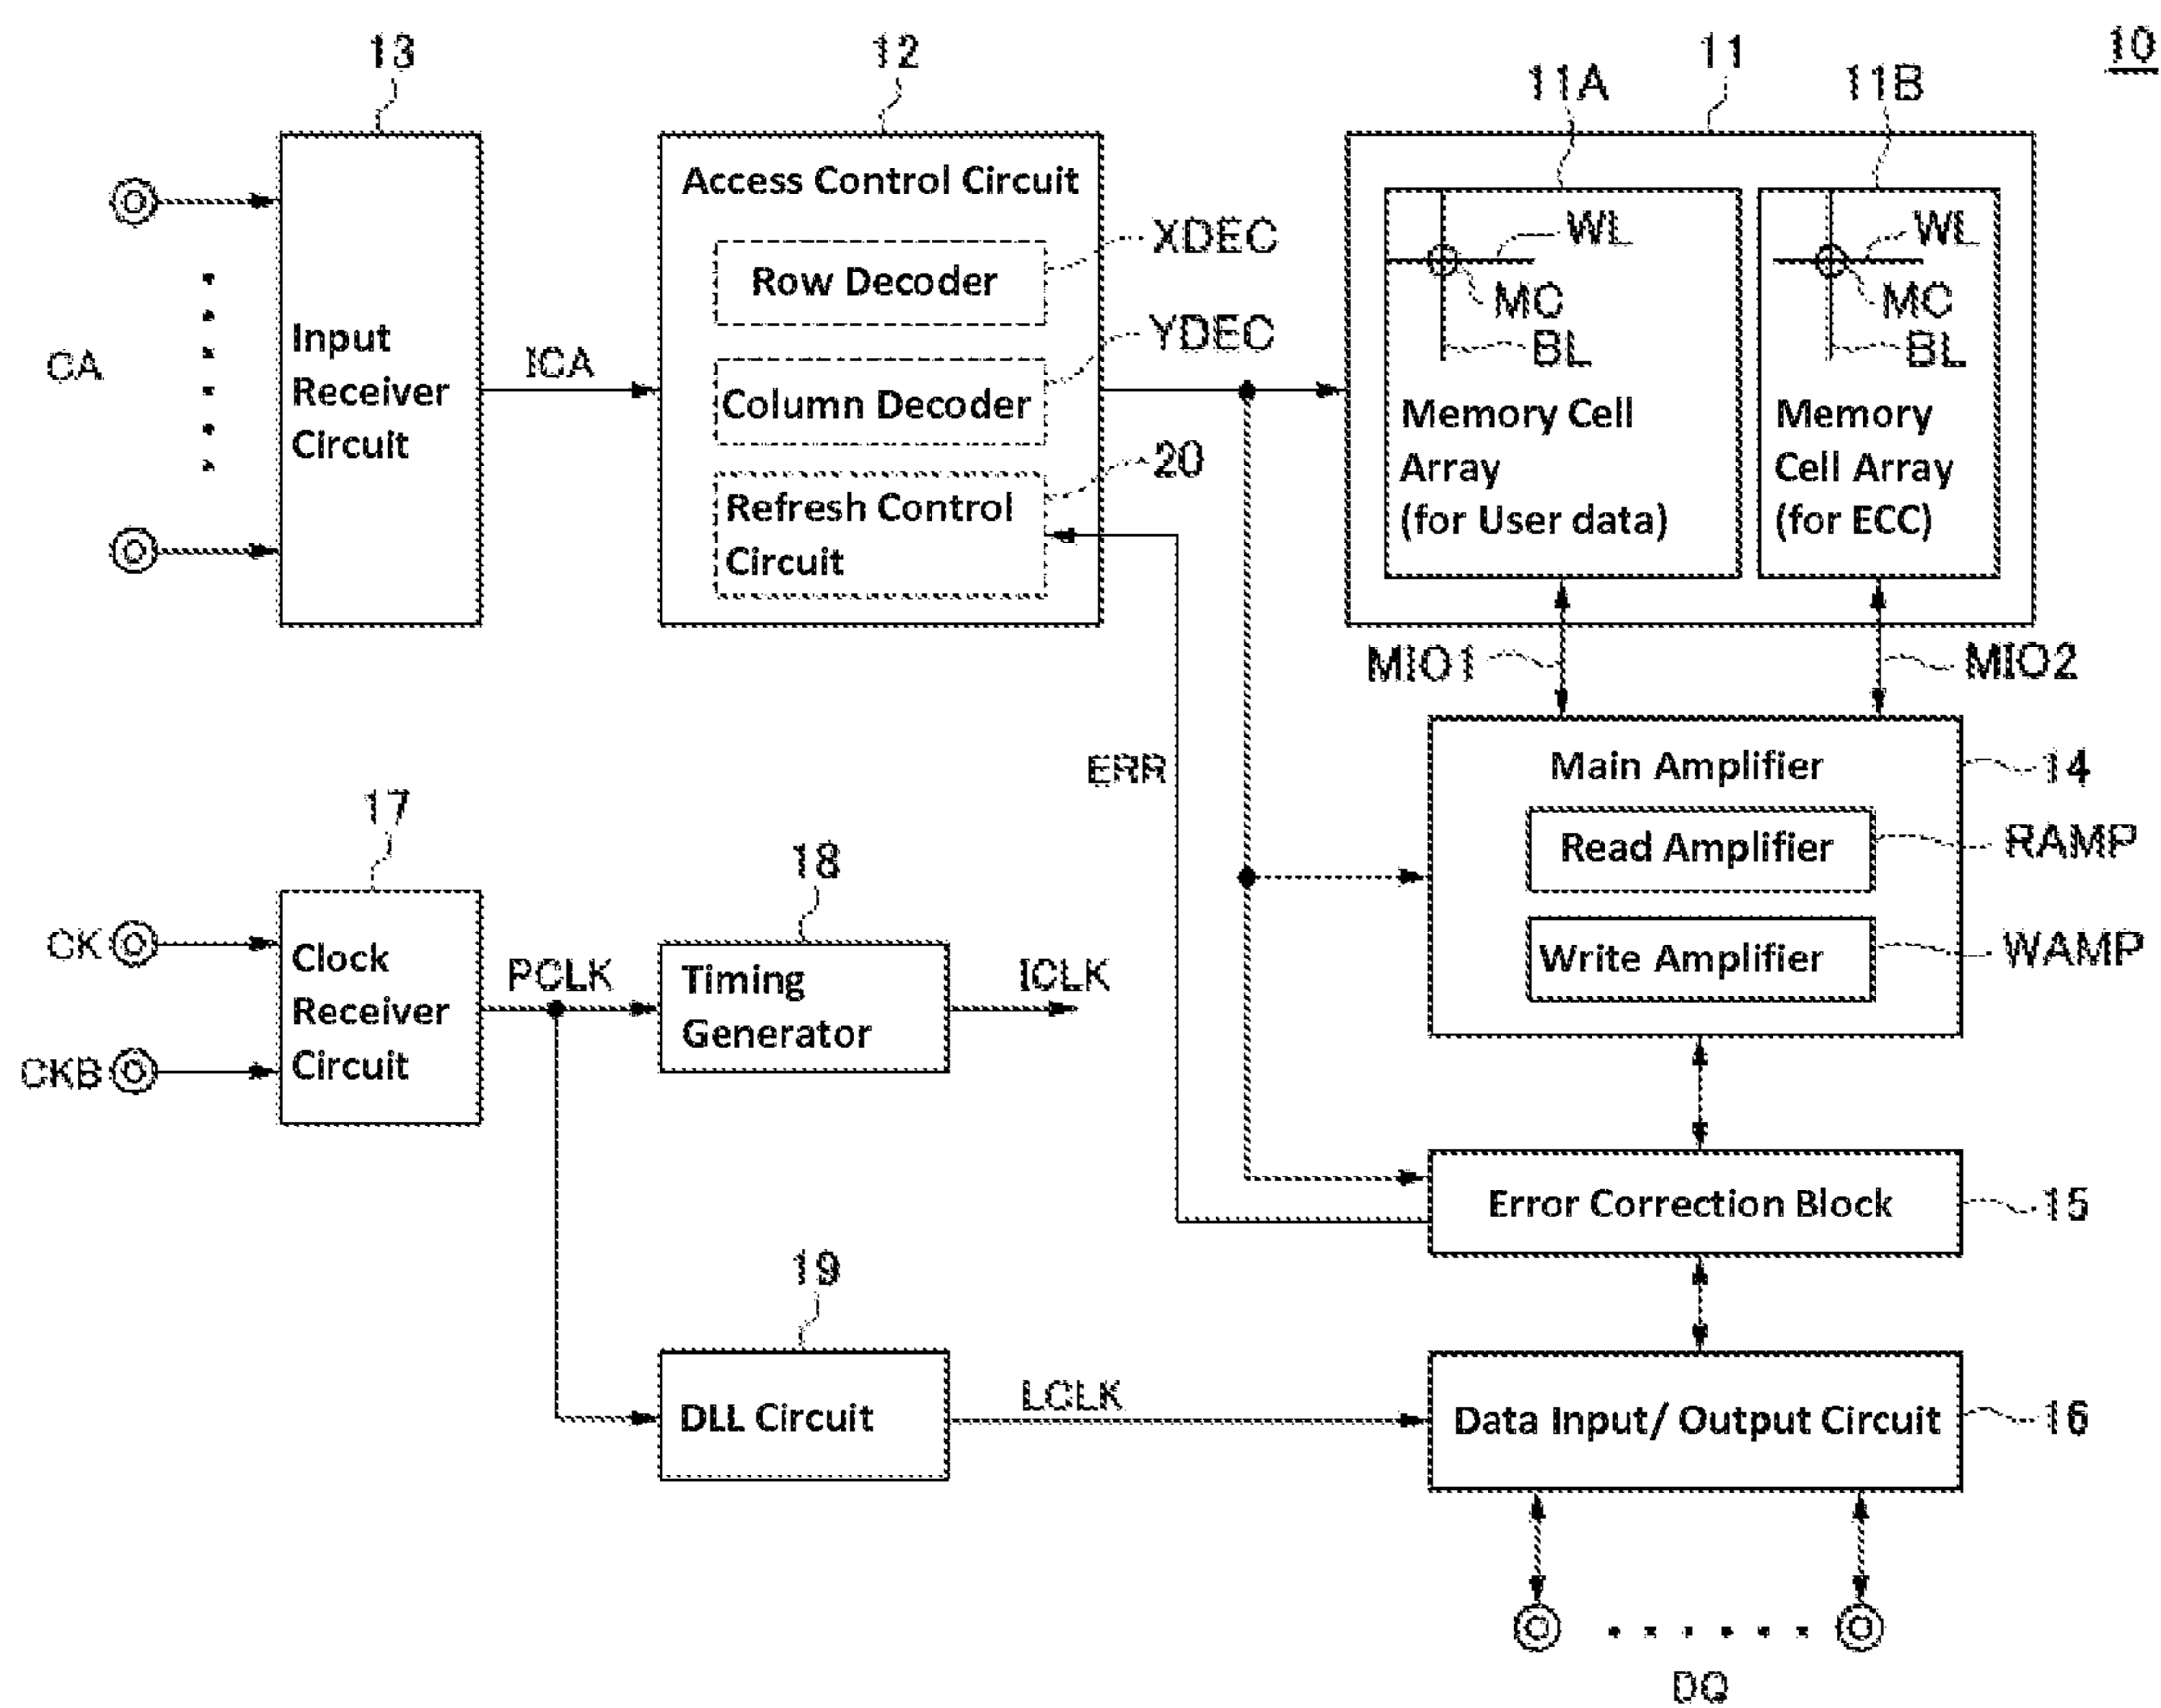 10
13
12
11
11A
11B
CA
Input
Receiver
Circuit
ICA
Access Control Circuit
Row Decoder
XDEC
Column Decoder
YDEC
Refresh Control
Circuit
20
WL
MC
BL
Memory Cell
Array
(for User data)
WL
MC
BL
Memory
Cell Array
(for ECC)
MIO1
MIO2
ERR
Main Amplifier
14
Read Amplifier
RAMP
Write Amplifier
WAMP
17
CK
CKB
Clock
Receiver
Circuit
PCLK
18
Timing
Generator
ICLK
Error Correction Block
15
19
DLL Circuit
LCLK
Data Input/ Output Circuit
16
DQ